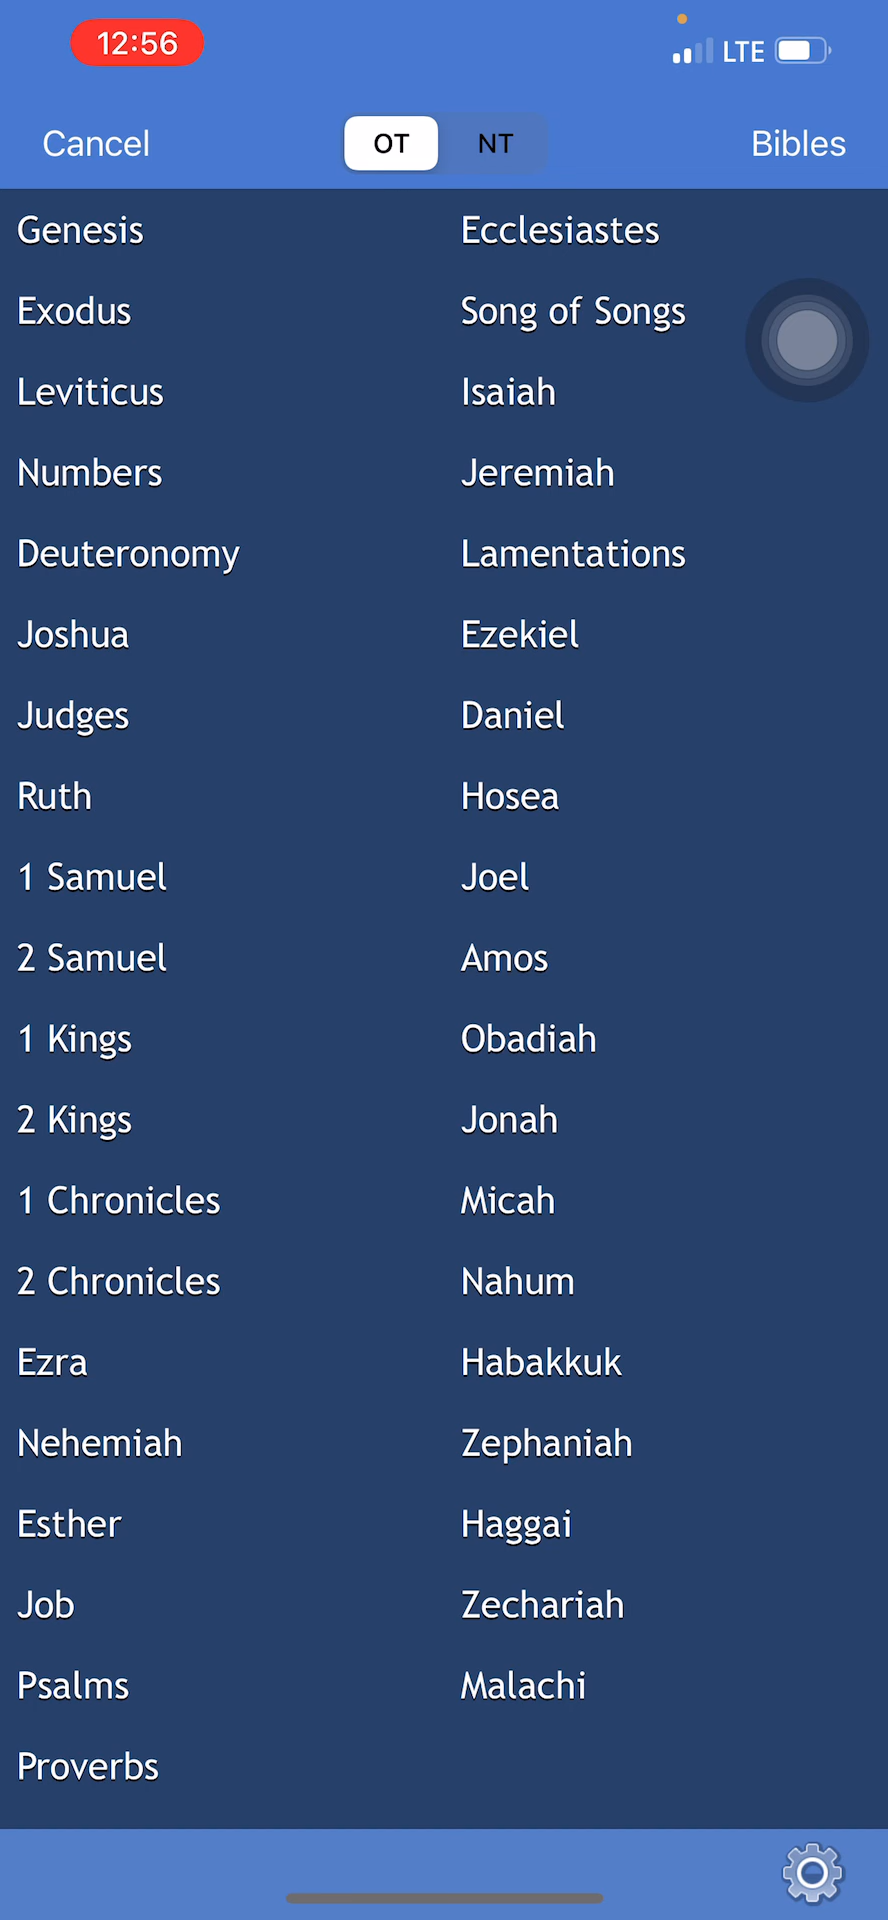 12:56
LTE
Cancel
OT
NT
Bibles
Genesis
Exodus
Leviticus
Numbers
Deuteronomy
Joshua
Judges
Ruth
1 Samuel
2 Samuel
1 Kings
2 Kings
1 Chronicles
2 Chronicles
Ezra
Nehemiah
Esther
Job
Psalms
Proverbs
Ecclesiastes
Song of Songs
Isaiah
Jeremiah
Lamentations
Ezekiel
Daniel
Hosea
Joel
Amos
Obadiah
Jonah
Micah
Nahum
Habakkuk
Zephaniah
Haggai
Zechariah
Malachi